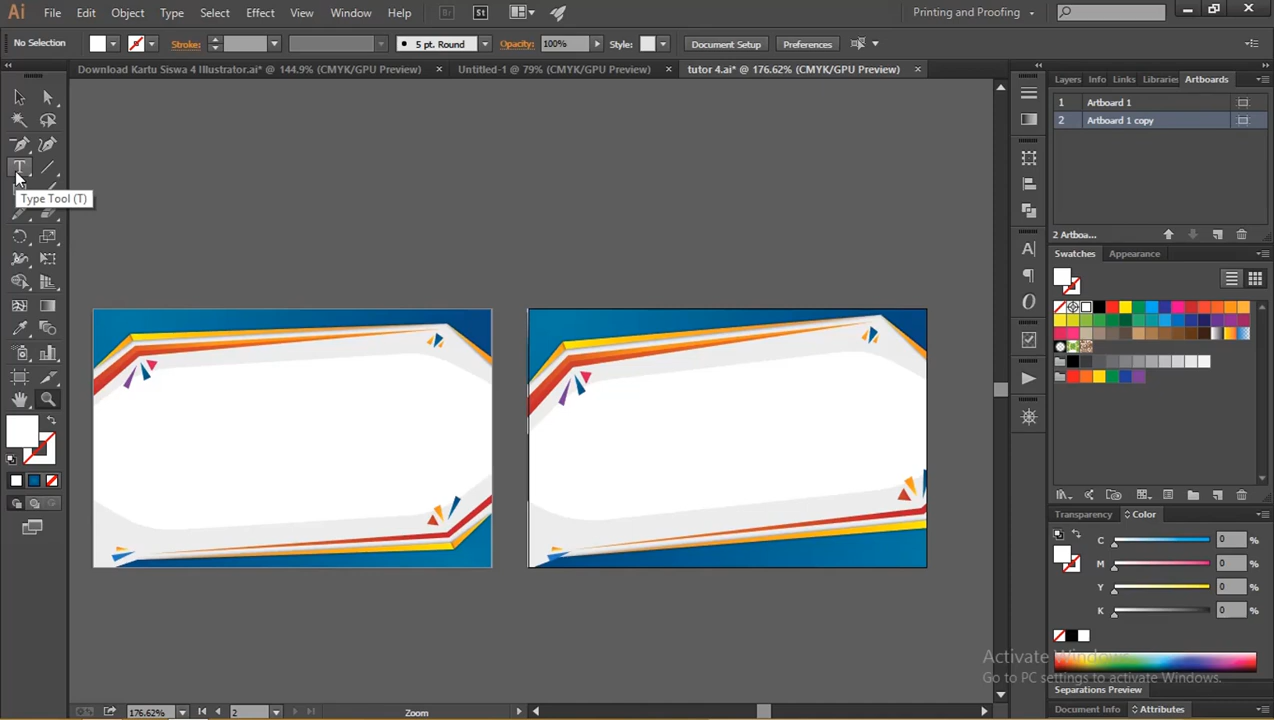 Ai File Edit Object Type Select Effect View Window Help Br St Printing and Proofing
No Selection Stroke: 5 pt. Round Opacity: 100% Style: Document Setup Preferences
Download Kartu Siswa 4 Illustrator.ai* @ 144.9% (CMYK/GPU Preview) × Untitled-1 @ 79% (CMYK/GPU Preview) × tutor 4.ai* @ 176.62% (CMYK/GPU Preview) ×
Layers Info Links Libraries Artboards
1 Artboard 1
2 Artboard 1 copy
Type Tool (T)
2 Artboa...
Swatches Appearance
Transparency Color
C 0 %
M 0 %
Y 0 %
K 0 %
Activate Windows
Go to PC settings to activate Windows.
Separations Preview
Document Info Attributes
176.62% 2 Zoom